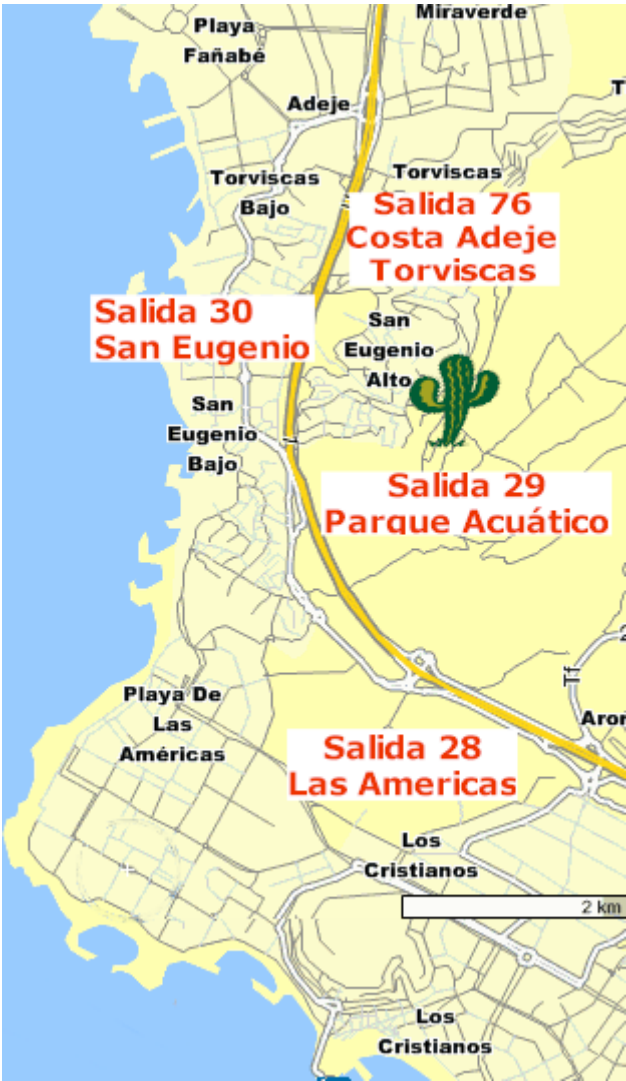 Miraverde
Playa
Fañabé
Adeje
Torviscas
Bajo
Torviscas
Salida 76
Costa Adeje
Torviscas
Salida 30
San Eugenio
San
Eugenio
Alto
San
Eugenio
Bajo
Salida 29
Parque Acuático
Tf
Playa De
Las
Américas
Salida 28
Las Americas
Los
Cristianos
2 km
Los
Cristianos